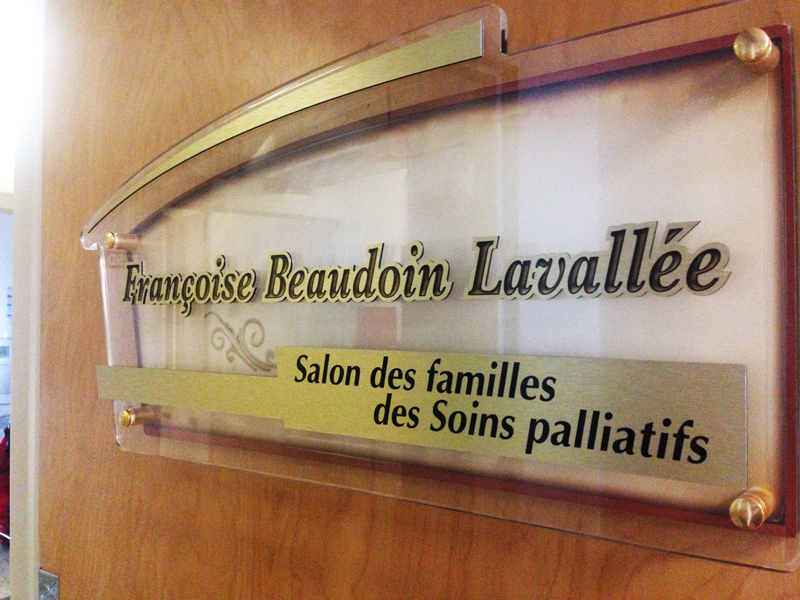 Françoise Beaudoin Lavallée
Salon des familles
des Soins palliatifs